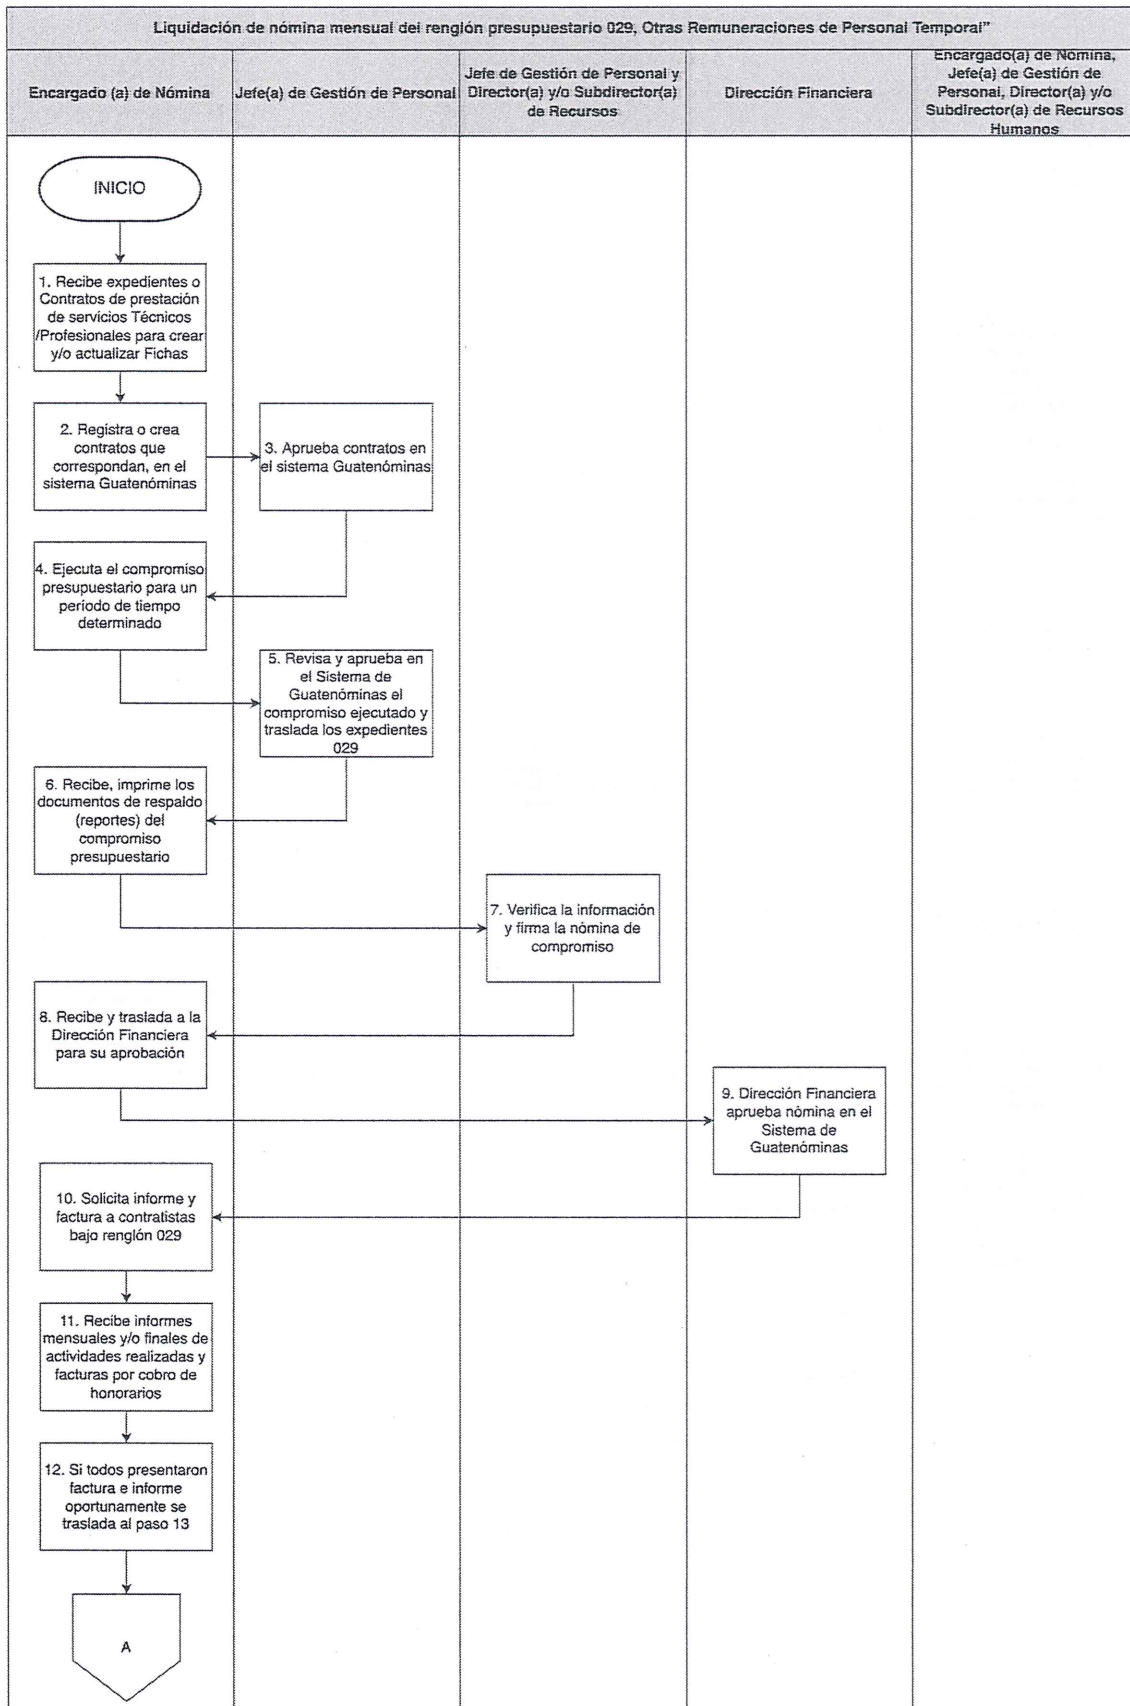 Liquidación de nómina mensual del renglón presupuestario 029, Otras Remuneraciones de Personal Temporal”
Encargado (a) de Nómina
Jefe(a) de Gestión de Personal
Jefe de Gestión de Personal y
Director(a) y/o Subdirector(a)
de Recursos
Dirección Financiera
Encargado(a) de Nómina,
Jefe(a) de Gestión de
Personal, Director(a) y/o
Subdirector(a) de Recursos
Humanos
INICIO
1. Recibe expedientes o
Contratos de prestación
de servicios Técnicos
/Profesionales para crear
y/o actualizar Fichas
2. Registra o crea
contratos que
correspondan, en el
sistema Guatenóminas
3. Aprueba contratos en
el sistema Guatenóminas
4. Ejecuta el compromiso
presupuestario para un
período de tiempo
determinado
5. Revisa y aprueba en
el Sistema de
Guatenóminas el
compromiso ejecutado y
traslada los expedientes
029
6. Recibe, imprime los
documentos de respaldo
(reportes) del
compromiso
presupuestario
7. Verifica la información
y firma la nómina de
compromiso
8. Recibe y traslada a la
Dirección Financiera
para su aprobación
9. Dirección Financiera
aprueba nómina en el
Sistema de
Guatenóminas
10. Solicita informe y
factura a contratistas
bajo renglón 029
11. Recibe informes
mensuales y/o finales de
actividades realizadas y
facturas por cobro de
honorarios
12. Si todos presentaron
factura e informe
oportunamente se
traslada al paso 13
A